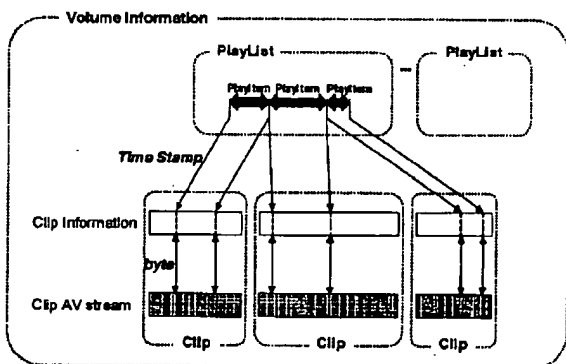 Volume Information
PlayList
PlayList
PlayItem PlayItem PlayItem
Time Stamp
Clip Information
byte
Clip AV stream
Clip
Clip
Clip